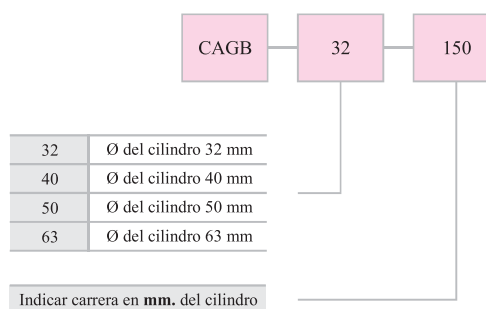 CAGB 32 150
32 Ø del cilindro 32 mm
40 Ø del cilindro 40 mm
50 Ø del cilindro 50 mm
63 Ø del cilindro 63 mm
Indicar carrera en mm. del cilindro